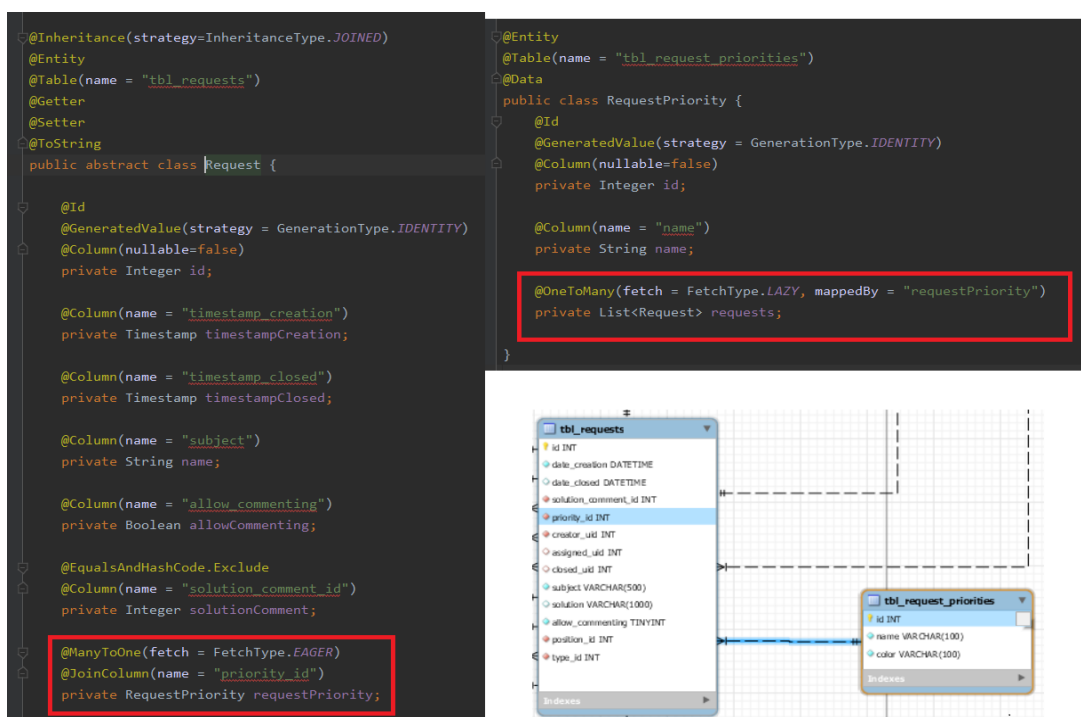 @Inheritance(strategy=InheritanceType.JOINED)
@Entity
@Table(name = "tbl_requests")
@Getter
@Setter
@ToString
public abstract class Request {
@Id
@GeneratedValue(strategy = GenerationType.IDENTITY)
@Column(nullable=false)
private Integer id;
@Column(name = "timestamp_creation")
private Timestamp timestampCreation;
@Column(name = "timestamp_closed")
private Timestamp timestampClosed;
@Column(name = "subject")
private String name;
@Column(name = "allow_commenting")
private Boolean allowCommenting;
@EqualsAndHashCode.Exclude
@Column(name = "solution_comment_id")
private Integer solutionComment;
@ManyToOne(fetch = FetchType.EAGER)
@JoinColumn(name = "priority_id")
private RequestPriority requestPriority;
@Entity
@Table(name = "tbl_request_priorities")
@Data
public class RequestPriority {
@Id
@GeneratedValue(strategy = GenerationType.IDENTITY)
@Column(nullable=false)
private Integer id;
@Column(name = "name")
private String name;
@OneToMany(fetch = FetchType.LAZY, mappedBy = "requestPriority")
private List<Request> requests;
}
tbl_requests
id INT
date_creation DATETIME
date_closed DATETIME
solution_comment_id INT
priority_id INT
creator_uid INT
assigned_uid INT
closed_uid INT
subject VARCHAR(500)
solution VARCHAR(1000)
allow_commenting TINYINT
position_id INT
type_id INT
Indexes
tbl_request_priorities
id INT
name VARCHAR(100)
color VARCHAR(100)
Indexes